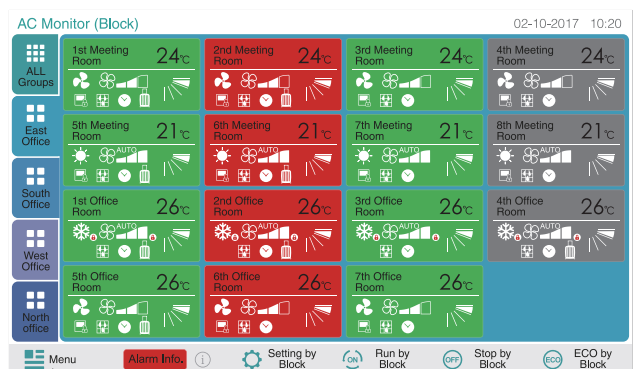 AC Monitor (Block)
02-10-2017 10:20
ALL
Groups
East
Office
South
Office
West
Office
North
office
1st Meeting
Room
24°C
2nd Meeting
Room
24°C
3rd Meeting
Room
24°C
4th Meeting
Room
24°C
5th Meeting
Room
21°C
AUTO
6th Meeting
Room
21°C
AUTO
7th Meeting
Room
21°C
AUTO
8th Meeting
Room
21°C
AUTO
1st Office
Room
26°C
AUTO
2nd Office
Room
26°C
AUTO
3rd Office
Room
26°C
AUTO
4th Office
Room
26°C
AUTO
5th Office
Room
26°C
6th Office
Room
26°C
7th Office
Room
26°C
Menu
Alarm Info.
i
Setting by
Block
ON
Run by
Block
OFF
Stop by
Block
ECO
ECO by
Block